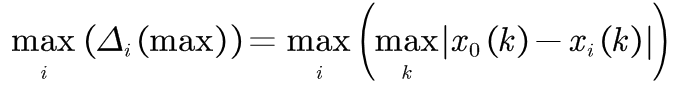 max_i (Δ_i(max)) = max_i (max_k |x_0(k) − x_i(k)|)